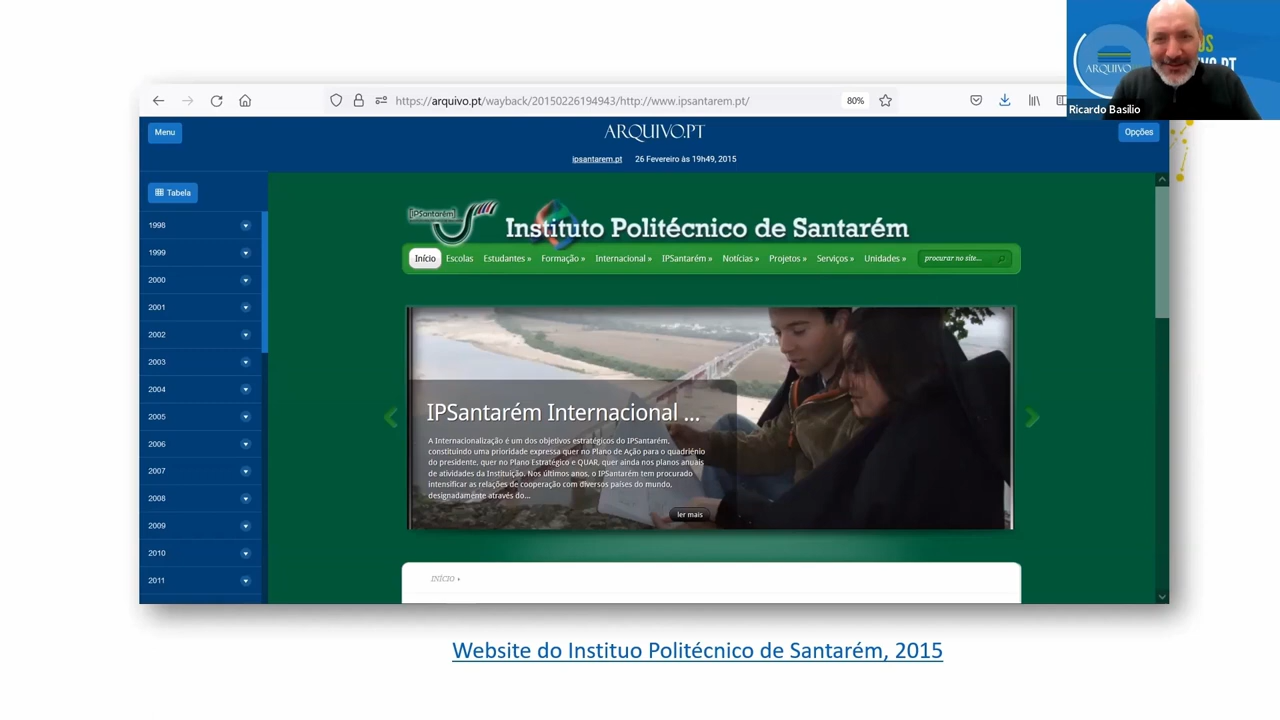 https://arquivo.pt/wayback/20150226194943/http://www.ipsantarem.pt/
80%
ARQUIVO
Ricardo Basílio
Menu
ARQUIVO.PT
Opções
ipsantarem.pt 26 Fevereiro às 19h49, 2015
Tabela
1998
1999
2000
2001
2002
2003
2004
2005
2006
2007
2008
2009
2010
2011
[IPSantarém]
Instituto Politécnico de Santarém
Início Escolas Estudantes » Formação » Internacional » IPSantarém » Notícias » Projetos » Serviços » Unidades » procurar no site...
IPSantarém Internacional ...
A Internacionalização é um dos objetivos estratégicos do IPSantarém,
constituindo uma prioridade expressa quer no Plano de Ação para o quadriénio
do presidente, quer no Plano Estratégico e QUAR, quer ainda nos planos anuais
de atividades da Instituição. Nos últimos anos, o IPSantarém tem procurado
intensificar as relações de cooperação com diversos países do mundo,
designadamente através do...
ler mais
INÍCIO
Website do Instituo Politécnico de Santarém, 2015